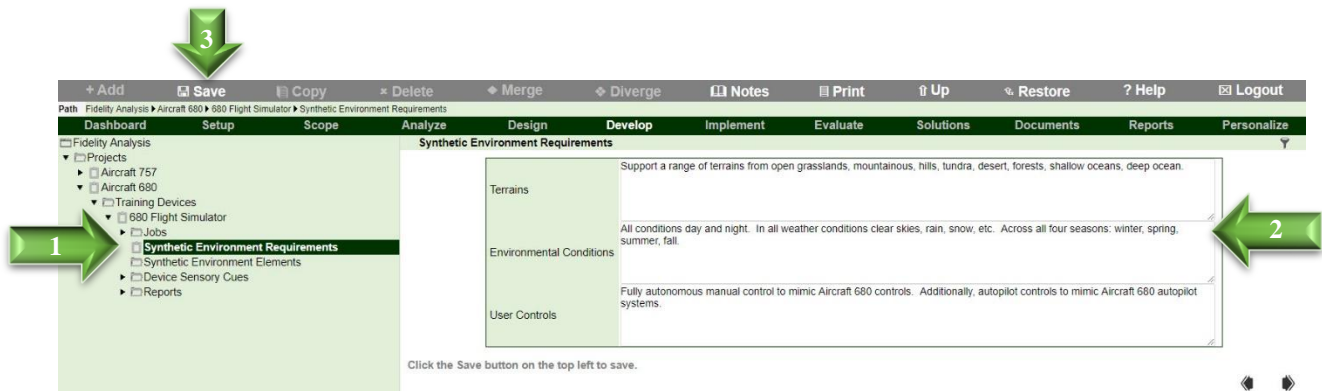 3
+ Add Save Copy × Delete Merge Diverge Notes Print Up Restore ? Help Logout
Path Fidelity Analysis Aircraft 680 680 Flight Simulator Synthetic Environment Requirements
Dashboard Setup Scope Analyze Design Develop Implement Evaluate Solutions Documents Reports Personalize
Fidelity Analysis
Projects
Aircraft 757
Aircraft 680
Training Devices
680 Flight Simulator
Jobs
1
Synthetic Environment Requirements
Synthetic Environment Elements
Device Sensory Cues
Reports
Synthetic Environment Requirements
Terrains
Support a range of terrains from open grasslands, mountainous, hills, tundra, desert, forests, shallow oceans, deep ocean.
Environmental Conditions
All conditions day and night. In all weather conditions clear skies, rain, snow, etc. Across all four seasons: winter, spring,
summer, fall.
2
User Controls
Fully autonomous manual control to mimic Aircraft 680 controls. Additionally, autopilot controls to mimic Aircraft 680 autopilot
systems.
Click the Save button on the top left to save.